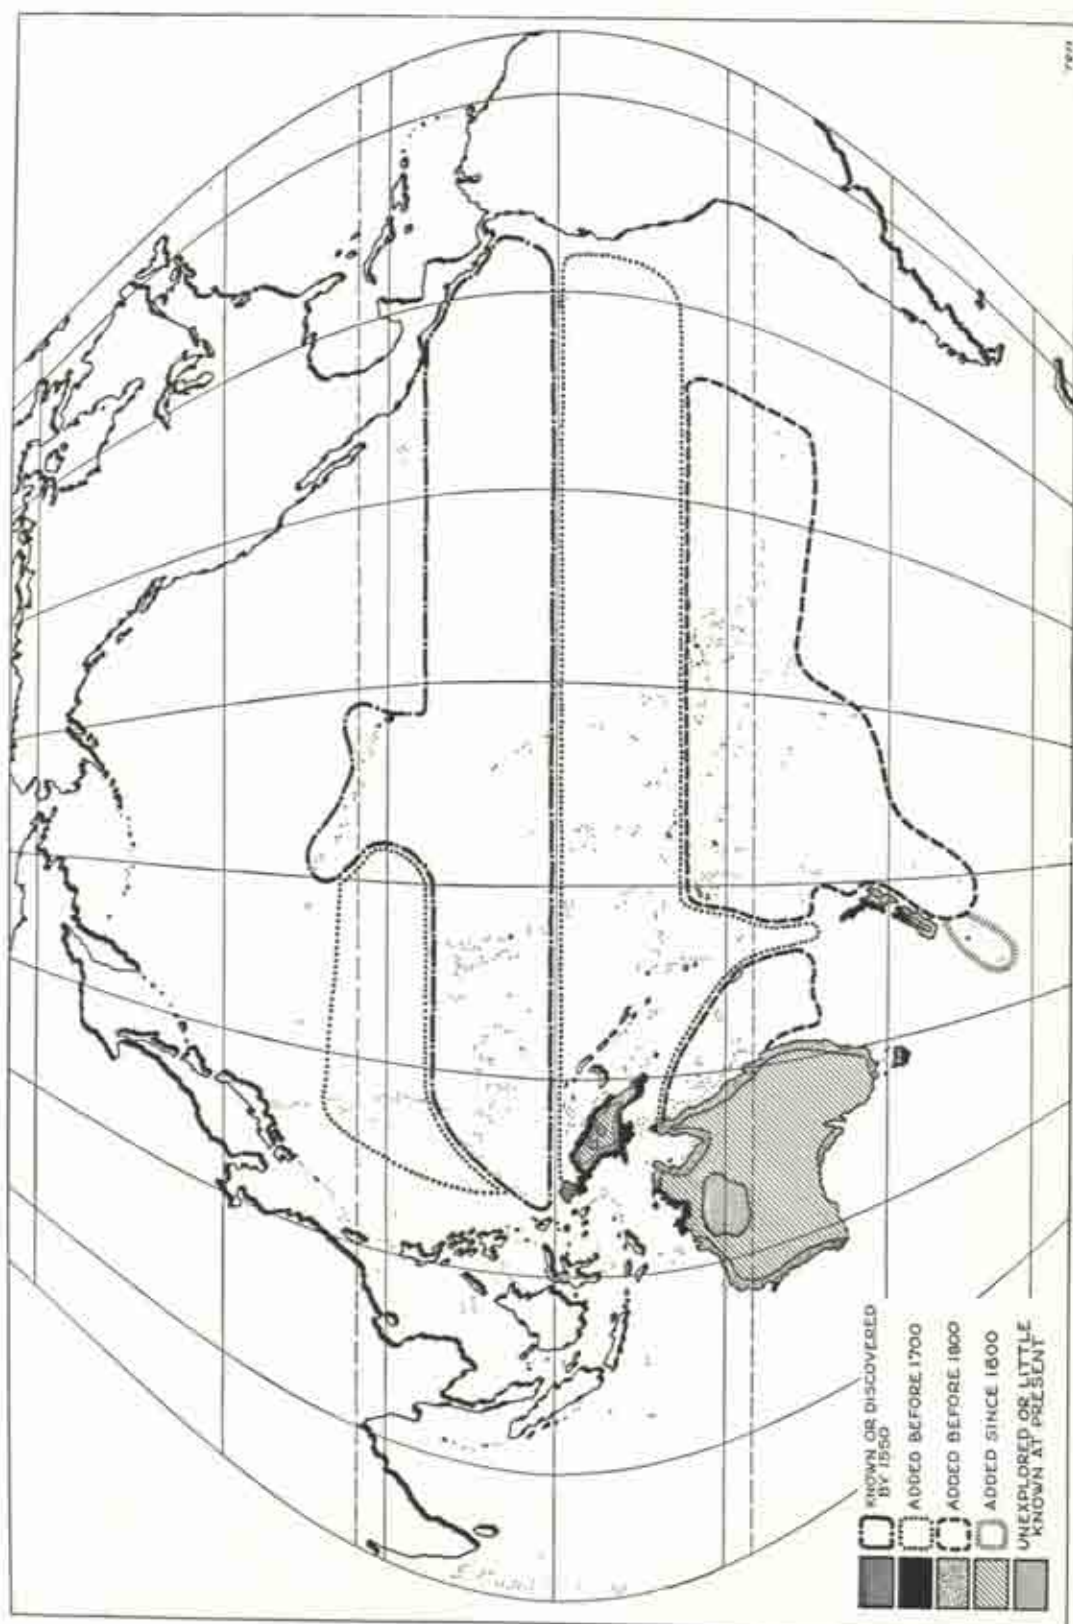 KNOWN OR DISCOVERED
BY 1550
ADDED BEFORE 1700
ADDED BEFORE 1800
ADDED SINCE 1800
UNEXPLORED OR LITTLE
KNOWN AT PRESENT